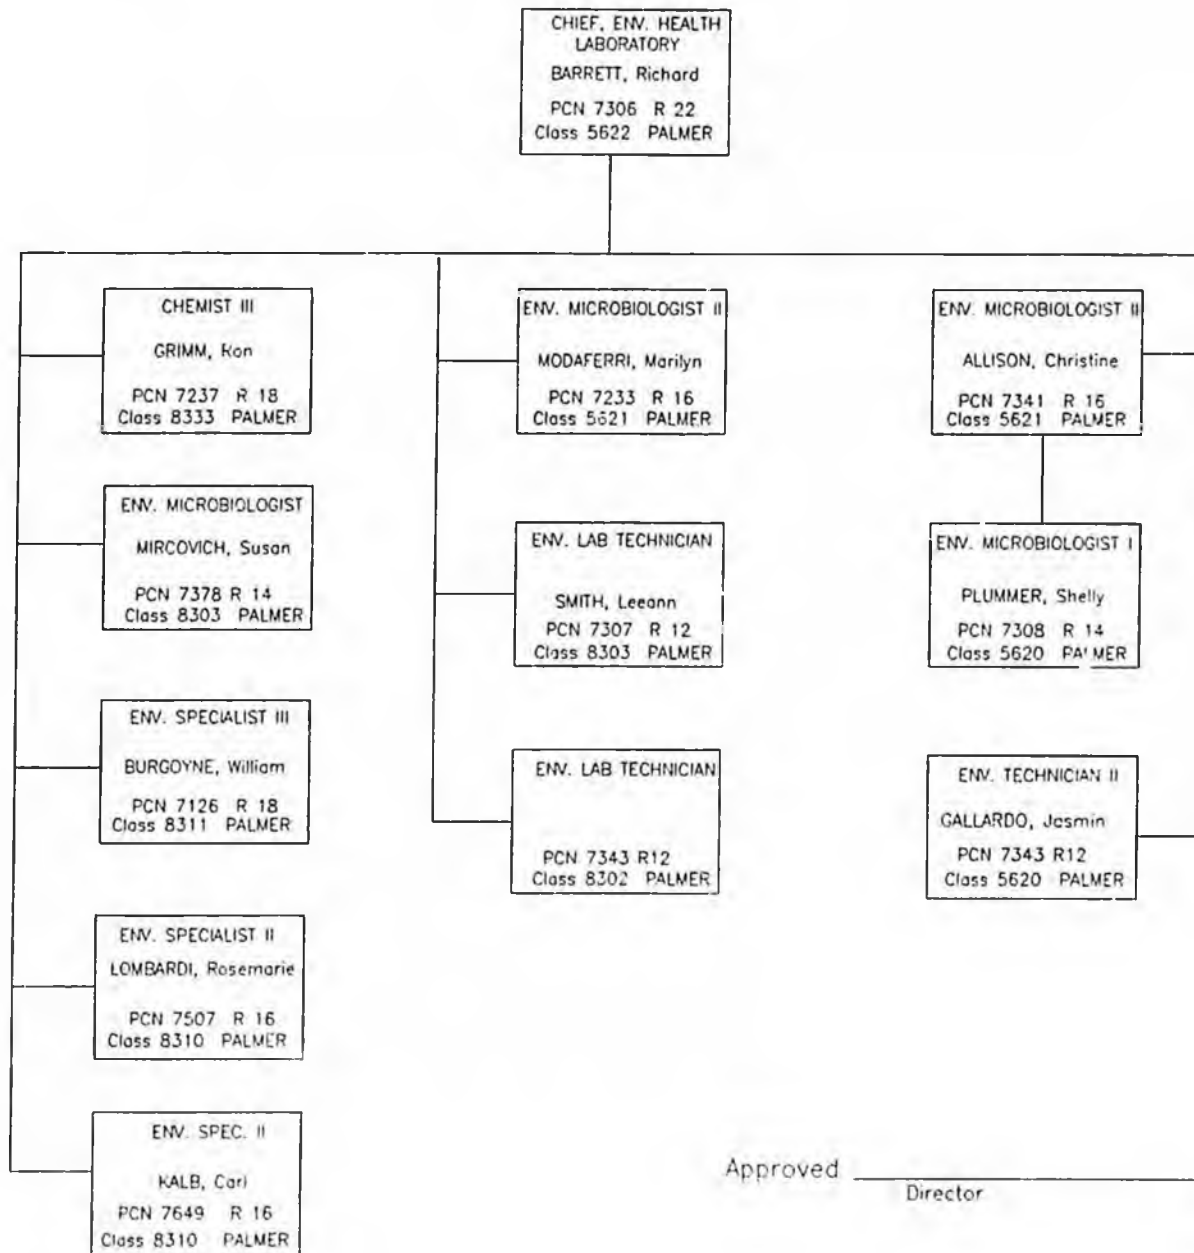 CHIEF, ENV. HEALTH
LABORATORY
BARRETT, Richard
PCN 7306 R 22
Class 5622 PALMER
CHEMIST III
GRIMM, Ron
PCN 7237 R 18
Class 8333 PALMER
ENV. MICROBIOLOGIST
MIRCOVICH, Susan
PCN 7378 R 14
Class 8303 PALMER
ENV. SPECIALIST III
BURGOYNE, William
PCN 7126 R 18
Class 8311 PALMER
ENV. SPECIALIST II
LOMBARDI, Rosemarie
PCN 7507 R 16
Class 8310 PALMER
ENV. SPEC. II
KALB, Carl
PCN 7649 R 16
Class 8310 PALMER
ENV. MICROBIOLOGIST II
MODAFERRI, Marilyn
PCN 7233 R 16
Class 5621 PALMER
ENV. LAB TECHNICIAN
SMITH, Leeann
PCN 7307 R 12
Class 8303 PALMER
ENV. LAB TECHNICIAN
PCN 7343 R12
Class 8302 PALMER
ENV. MICROBIOLOGIST II
ALLISON, Christine
PCN 7341 R 16
Class 5621 PALMER
ENV. MICROBIOLOGIST I
PLUMMER, Shelly
PCN 7308 R 14
Class 5620 PALMER
ENV. TECHNICIAN II
GALLARDO, Jasmin
PCN 7343 R12
Class 5620 PALMER
Approved
Director